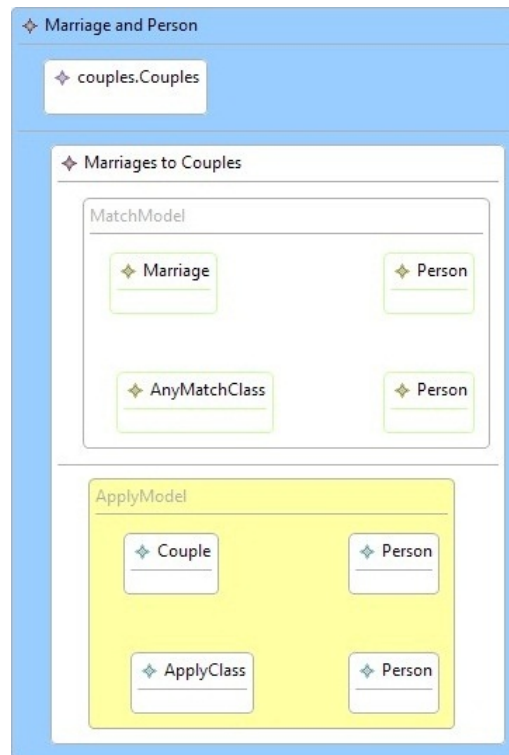 Marriage and Person
couples.Couples
Marriages to Couples
MatchModel
Marriage
Person
AnyMatchClass
Person
ApplyModel
Couple
Person
ApplyClass
Person